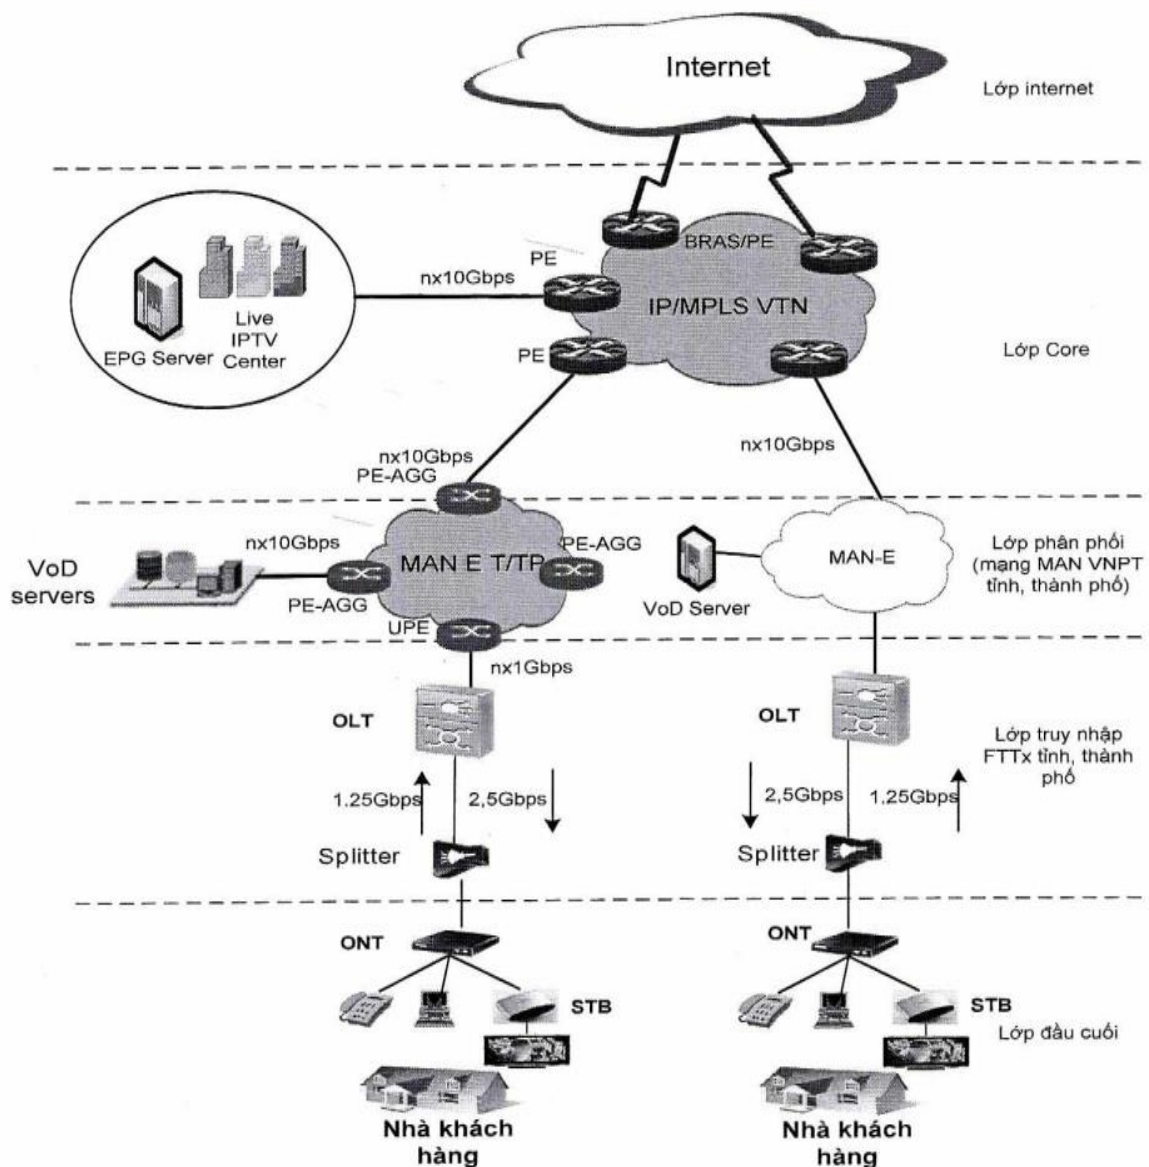 Internet
Lớp internet
BRAS/PE
PE
nx10Gbps
IP/MPLS VTN
Live
IPTV
Center
EPG Server
PE
Lớp Core
nx10Gbps
nx10Gbps
PE-AGG
nx10Gbps
PE-AGG
MAN E T/TP
MAN-E
Lớp phân phối
(mạng MAN VNPT
tỉnh, thành phố)
VoD
servers
PE-AGG
VoD Server
UPE
nx1Gbps
OLT
OLT
Lớp truy nhập
FTTx tỉnh, thành
phố
1.25Gbps
2,5Gbps
2,5Gbps
1,25Gbps
Splitter
Splitter
ONT
ONT
STB
STB
Lớp đầu cuối
Nhà khách
hàng
Nhà khách
hàng